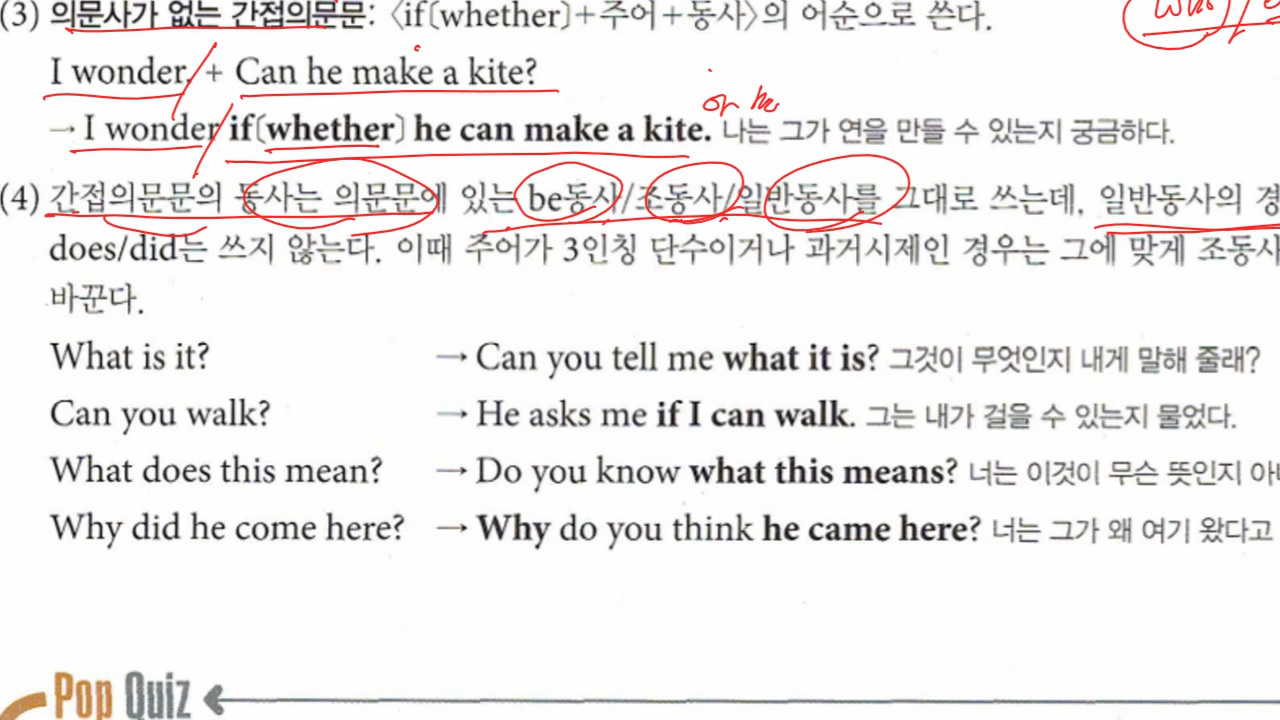 (3) 의문사가 없는 간접의문문: 〈if(whether)+주어+동사〉의 어순으로 쓴다.
I wonder. + Can he make a kite?
or
→ I wonder if(whether) he can make a kite. 나는 그가 연을 만들 수 있는지 궁금하다.
(4) 간접의문문의 동사는 의문문에 있는 be동사/조동사/일반동사를 그대로 쓰는데, 일반동사의 경
does/did는 쓰지 않는다. 이때 주어가 3인칭 단수이거나 과거시제인 경우는 그에 맞게 조동사
바꾼다.
What is it? → Can you tell me what it is? 그것이 무엇인지 내게 말해 줄래?
Can you walk? → He asks me if I can walk. 그는 내가 걸을 수 있는지 물었다.
What does this mean? → Do you know what this means? 너는 이것이 무슨 뜻인지
Why did he come here? → Why do you think he came here? 너는 그가 왜 여기 왔다고
Pop Quiz